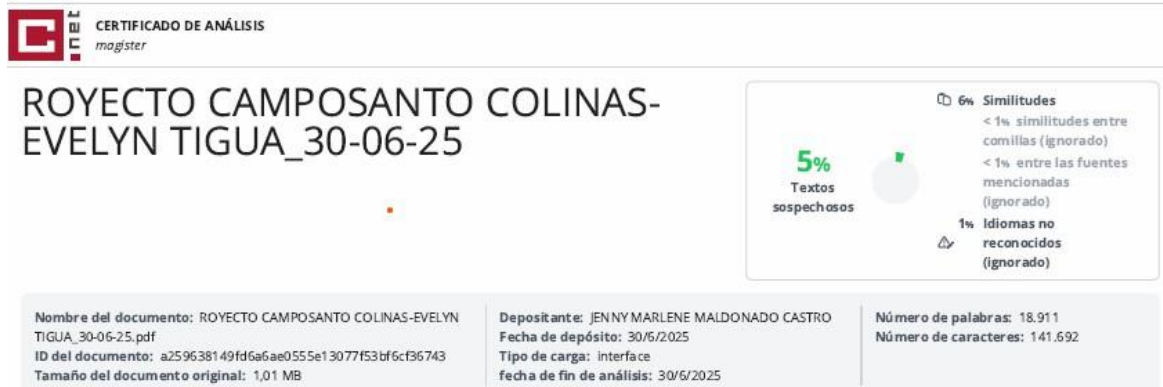 C.net
CERTIFICADO DE ANÁLISIS
magister
ROYECTO CAMPOSANTO COLINAS-
EVELYN TIGUA_30-06-25
5%
Textos
sospechosos
6% Similitudes
< 1% similitudes entre
comillas (ignorado)
< 1% entre las fuentes
mencionadas
(ignorado)
1% Idiomas no
reconocidos
(ignorado)
Nombre del documento: ROYECTO CAMPOSANTO COLINAS-EVELYN
TIGUA_30-06-25.pdf
ID del documento: a259638149fd6a6ae0555e13077f53bf6cf36743
Tamaño del documento original: 1,01 MB
Depositante: JENNY MARLENE MALDONADO CASTRO
Fecha de depósito: 30/6/2025
Tipo de carga: interface
fecha de fin de análisis: 30/6/2025
Número de palabras: 18.911
Número de caracteres: 141.692